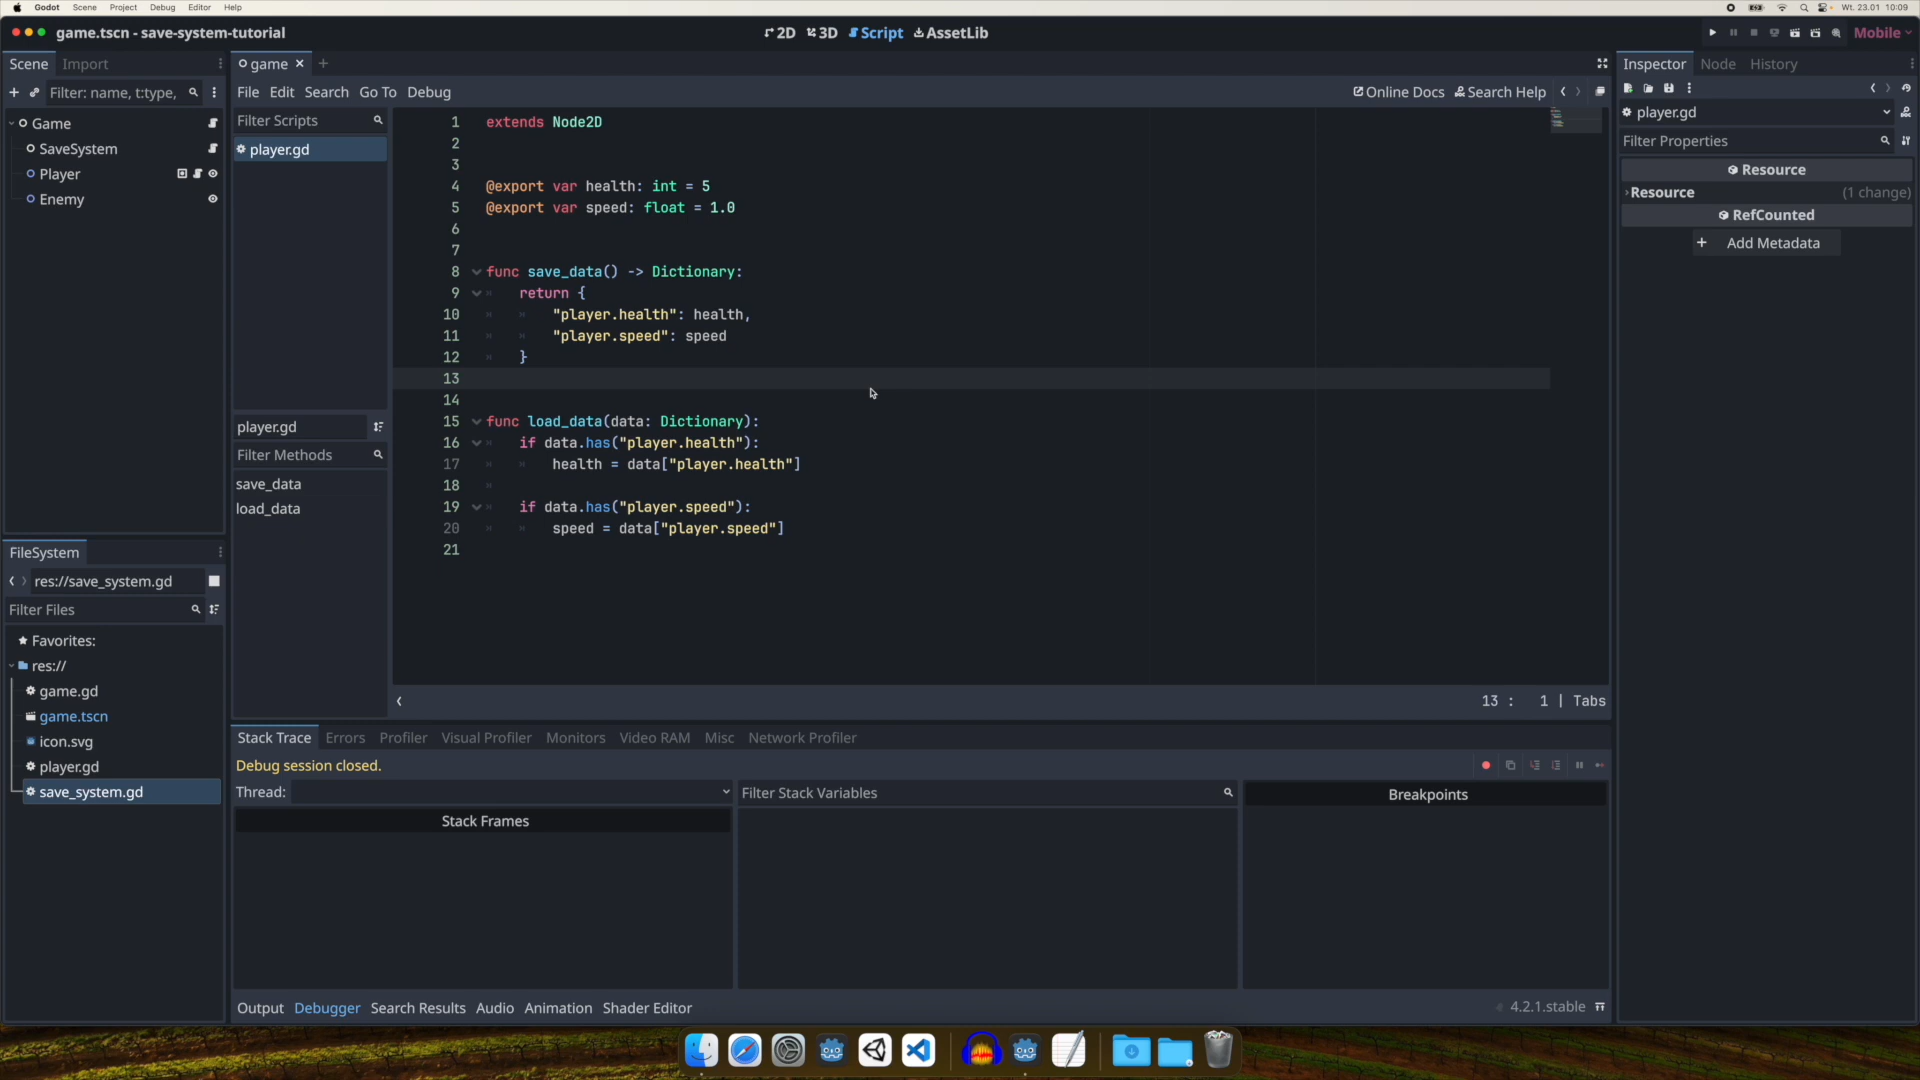 Godot Scene Project Debug Editor Help
Wt. 23.01 10:09
game.tscn - save-system-tutorial
2D 3D Script AssetLib
Mobile
Scene Import
Filter: name, t:type,
Game
SaveSystem
Player
Enemy
FileSystem
res://save_system.gd
Filter Files
Favorites:
res://
game.gd
game.tscn
icon.svg
player.gd
save_system.gd
game
File Edit Search Go To Debug
Online Docs Search Help
Filter Scripts
player.gd
player.gd
Filter Methods
save_data
load_data
1 extends Node2D
2
3
4 @export var health: int = 5
5 @export var speed: float = 1.0
6
7
8 func save_data() -> Dictionary:
9 return {
10 "player.health": health,
11 "player.speed": speed
12 }
13
14
15 func load_data(data: Dictionary):
16 if data.has("player.health"):
17 health = data["player.health"]
18
19 if data.has("player.speed"):
20 speed = data["player.speed"]
21
13 : 1 | Tabs
Stack Trace Errors Profiler Visual Profiler Monitors Video RAM Misc Network Profiler
Debug session closed.
Thread:
Filter Stack Variables
Breakpoints
Stack Frames
Output Debugger Search Results Audio Animation Shader Editor
4.2.1.stable
Inspector Node History
player.gd
Filter Properties
Resource
Resource (1 change)
RefCounted
+ Add Metadata